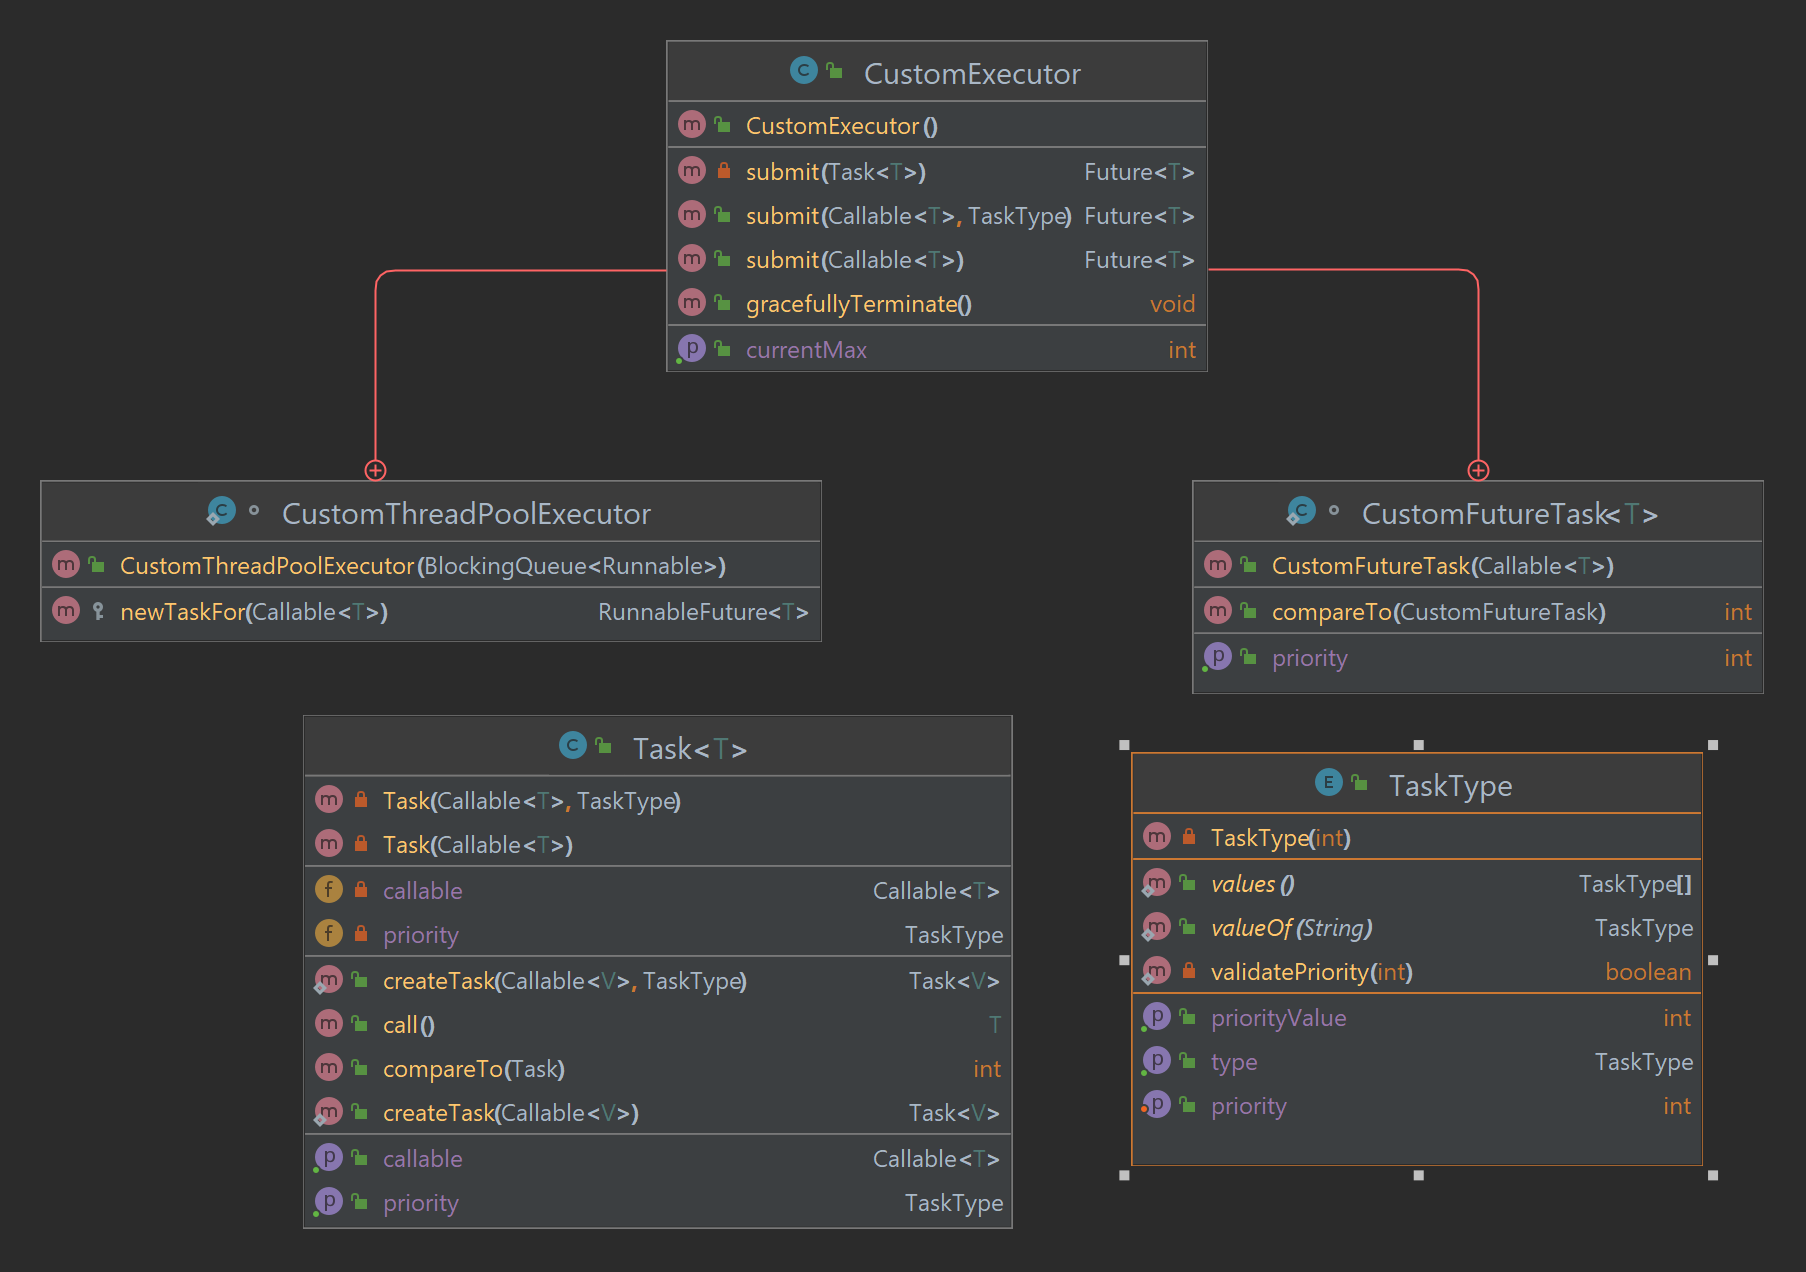 C CustomExecutor
m CustomExecutor()
m submit(Task<T>) Future<T>
m submit(Callable<T>, TaskType) Future<T>
m submit(Callable<T>) Future<T>
m gracefullyTerminate() void
p currentMax int
C CustomThreadPoolExecutor
m CustomThreadPoolExecutor(BlockingQueue<Runnable>)
m newTaskFor(Callable<T>) RunnableFuture<T>
C CustomFutureTask<T>
m CustomFutureTask(Callable<T>)
m compareTo(CustomFutureTask) int
p priority int
C Task<T>
m Task(Callable<T>, TaskType)
m Task(Callable<T>)
f callable Callable<T>
f priority TaskType
m createTask(Callable<V>, TaskType) Task<V>
m call() T
m compareTo(Task) int
m createTask(Callable<V>) Task<V>
p callable Callable<T>
p priority TaskType
E TaskType
m TaskType(int)
m values() TaskType[]
m valueOf(String) TaskType
m validatePriority(int) boolean
p priorityValue int
p type TaskType
p priority int